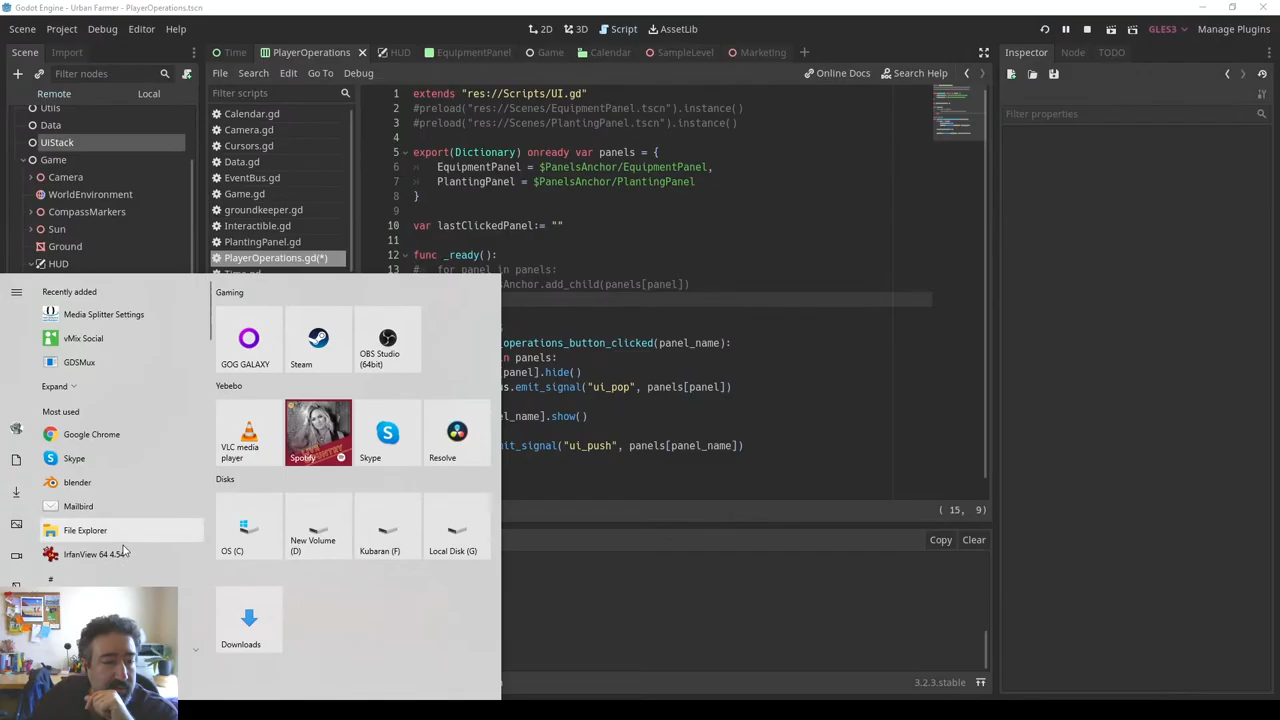 Godot Engine - Urban Farmer - PlayerOperations.tscn
Scene Project Debug Editor Help
2D 3D Script AssetLib
GLES3 Manage Plugins
Scene Import
Time PlayerOperations HUD EquipmentPanel Game Calendar SampleLevel Marketing
Inspector Node TODO
Filter nodes
File Search Edit Go To Debug
Online Docs Search Help
Remote Local
Filter scripts
Filter properties
Utils
Data
UIStack
Game
Camera
WorldEnvironment
CompassMarkers
Sun
Ground
HUD
Calendar.gd
Camera.gd
Cursors.gd
Data.gd
EventBus.gd
Game.gd
groundkeeper.gd
Interactible.gd
PlantingPanel.gd
PlayerOperations.gd(*)
Time.gd
1 extends "res://Scripts/UI.gd"
2 #preload("res://Scenes/EquipmentPanel.tscn").instance()
3 #preload("res://Scenes/PlantingPanel.tscn").instance()
4
5 export(Dictionary) onready var panels = {
6 EquipmentPanel = $PanelsAnchor/EquipmentPanel,
7 PlantingPanel = $PanelsAnchor/PlantingPanel
8 }
9
10 var lastClickedPanel:= ""
11
12 func _ready():
13 # for panel in panels:
sAnchor.add_child(panels[panel])
operations_button_clicked(panel_name):
in panels:
].hide()
s.emit_signal("ui_pop", panels[panel])
l_name].show()
nit_signal("ui_push", panels[panel_name])
( 15, 9)
Copy Clear
3.2.3.stable
Recently added
Media Splitter Settings
vMix Social
GDSMux
Expand
Most used
Google Chrome
Skype
blender
Mailbird
File Explorer
IrfanView 64 4.54
#
Gaming
GOG GALAXY
Steam
OBS Studio
(64bit)
Yebebo
VLC media
player
Spotify
Skype
Resolve
Disks
OS (C)
New Volume
(D)
Kubaran (F)
Local Disk (G)
Downloads